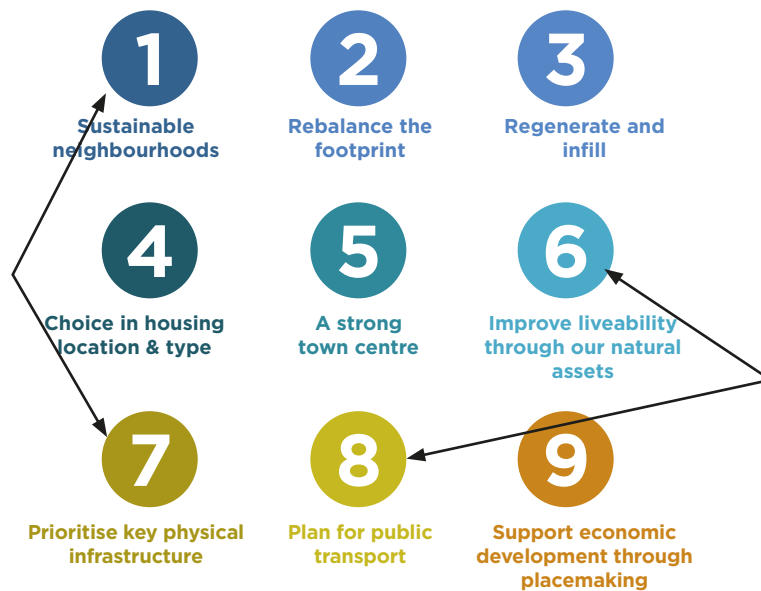 1
Sustainable
neighbourhoods
2
Rebalance the
footprint
3
Regenerate and
infill
4
Choice in housing
location & type
5
A strong
town centre
6
Improve liveability
through our natural
assets
7
Prioritise key physical
infrastructure
8
Plan for public
transport
9
Support economic
development through
placemaking